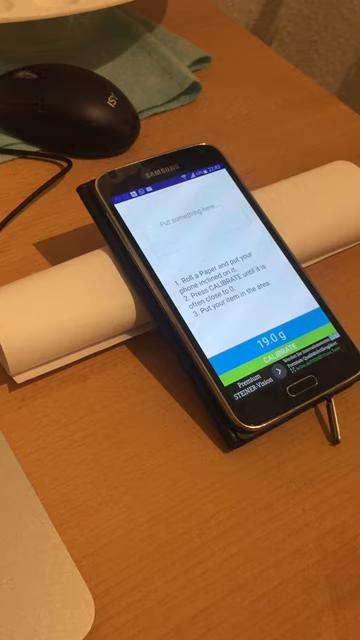 SAMSUNG
Put something here...
1. Roll a Paper and put your
phone inclined on it.
2. Press CALIBRATE until it is
often close to 0.
3. Put your item in the area.
19.0 g
CALIBRATE
Premium
STEINER-Vision